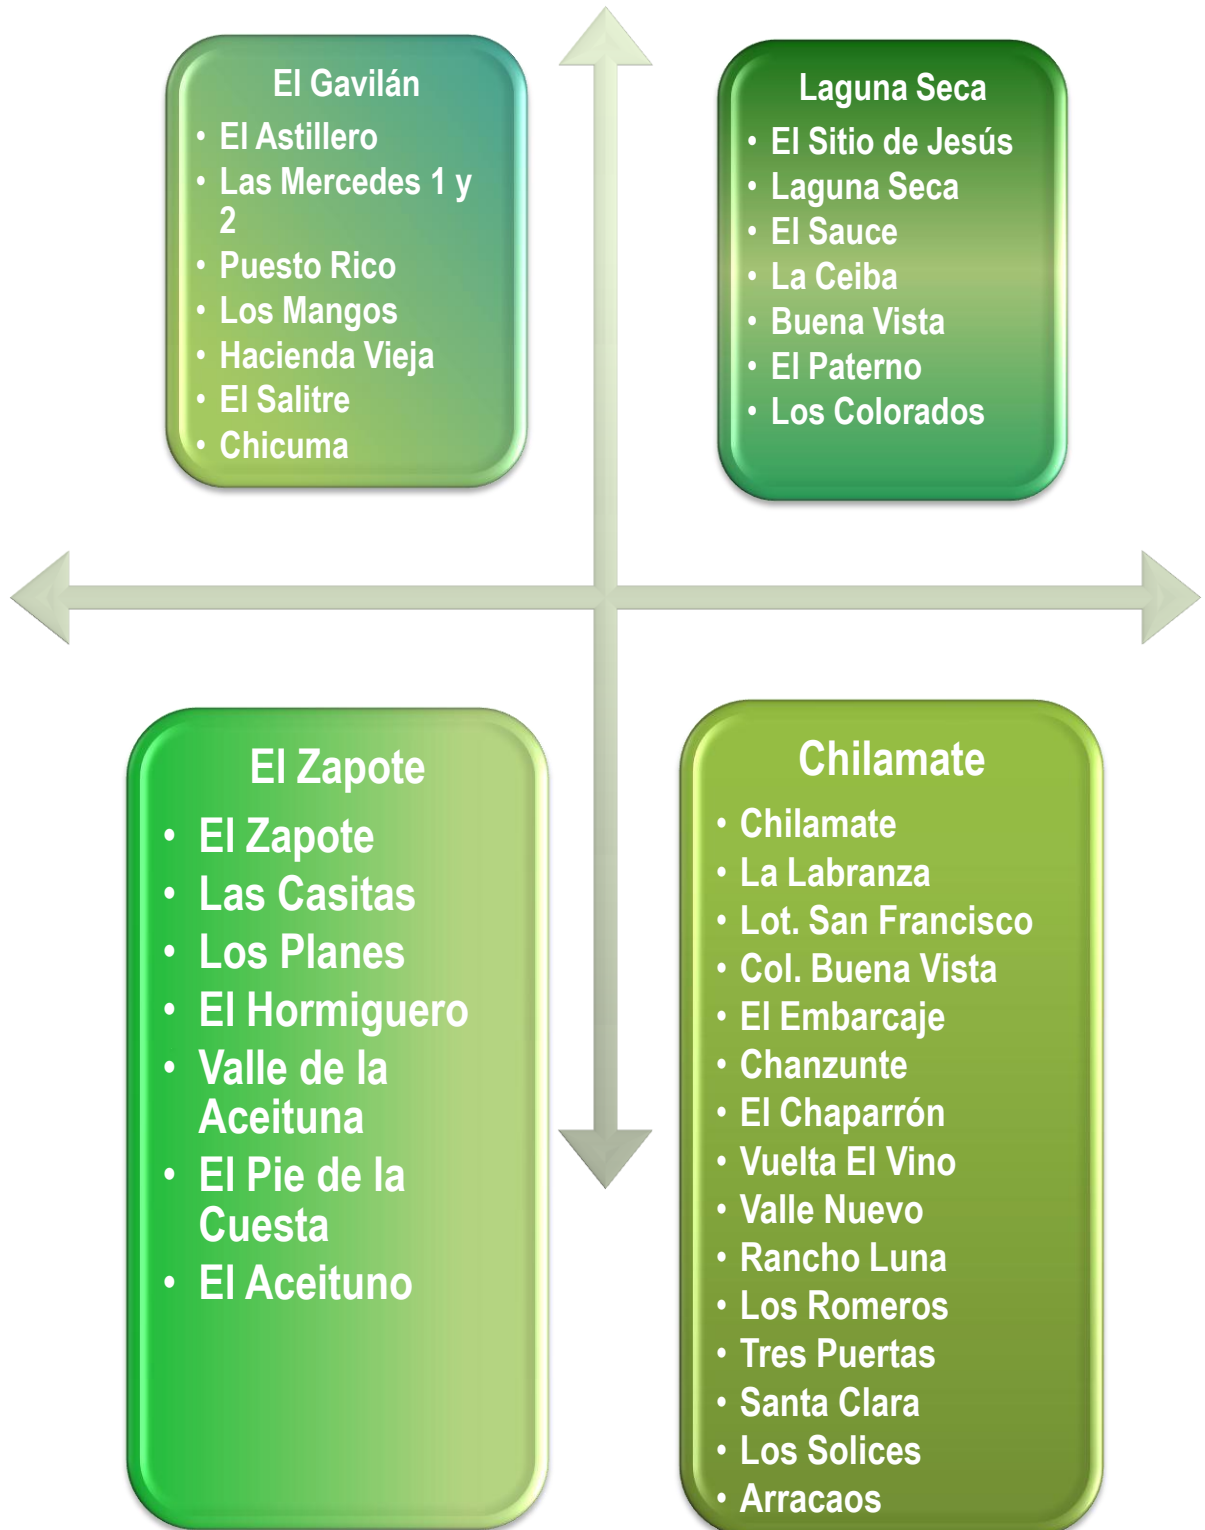 El Gavilán
• El Astillero
• Las Mercedes 1 y
2
• Puesto Rico
• Los Mangos
• Hacienda Vieja
• El Salitre
• Chicuma
Laguna Seca
• El Sitio de Jesús
• Laguna Seca
• El Sauce
• La Ceiba
• Buena Vista
• El Paterno
• Los Colorados
El Zapote
• El Zapote
• Las Casitas
• Los Planes
• El Hormiguero
• Valle de la
Aceituna
• El Pie de la
Cuesta
• El Aceituno
Chilamate
• Chilamate
• La Labranza
• Lot. San Francisco
• Col. Buena Vista
• El Embarcaje
• Chanzunte
• El Chaparrón
• Vuelta El Vino
• Valle Nuevo
• Rancho Luna
• Los Romeros
• Tres Puertas
• Santa Clara
• Los Solices
• Arracaos